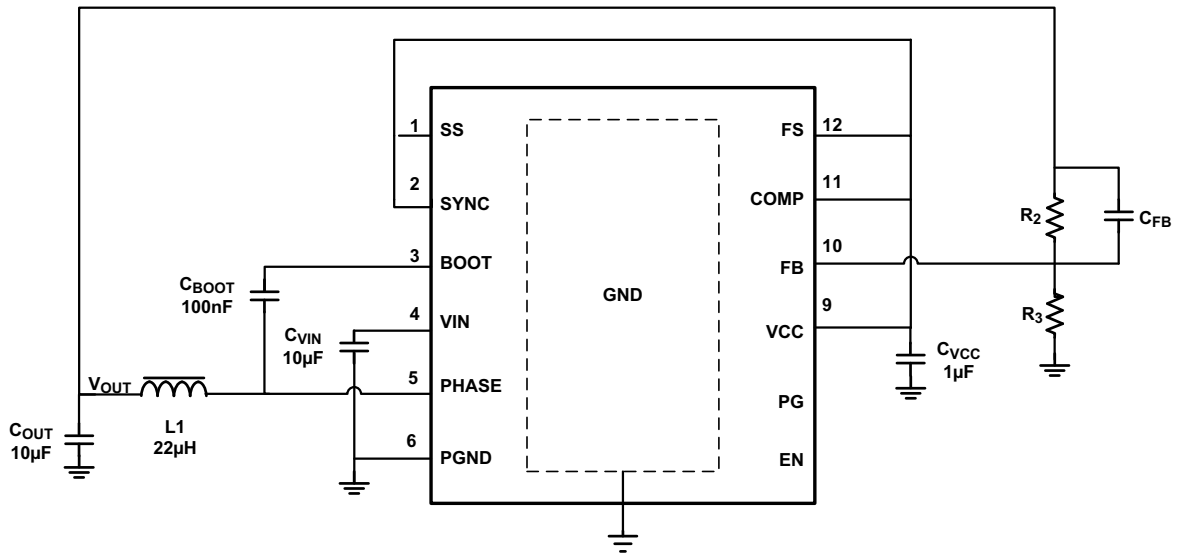 1
SS
FS
12
2
SYNC
COMP
11
R2
CFB
3
BOOT
FB
10
CBOOT
100nF
GND
4
VIN
VCC
9
R3
CVIN
10µF
CVCC
1µF
VOUT
5
PHASE
PG
L1
22µH
COUT
10µF
6
PGND
EN